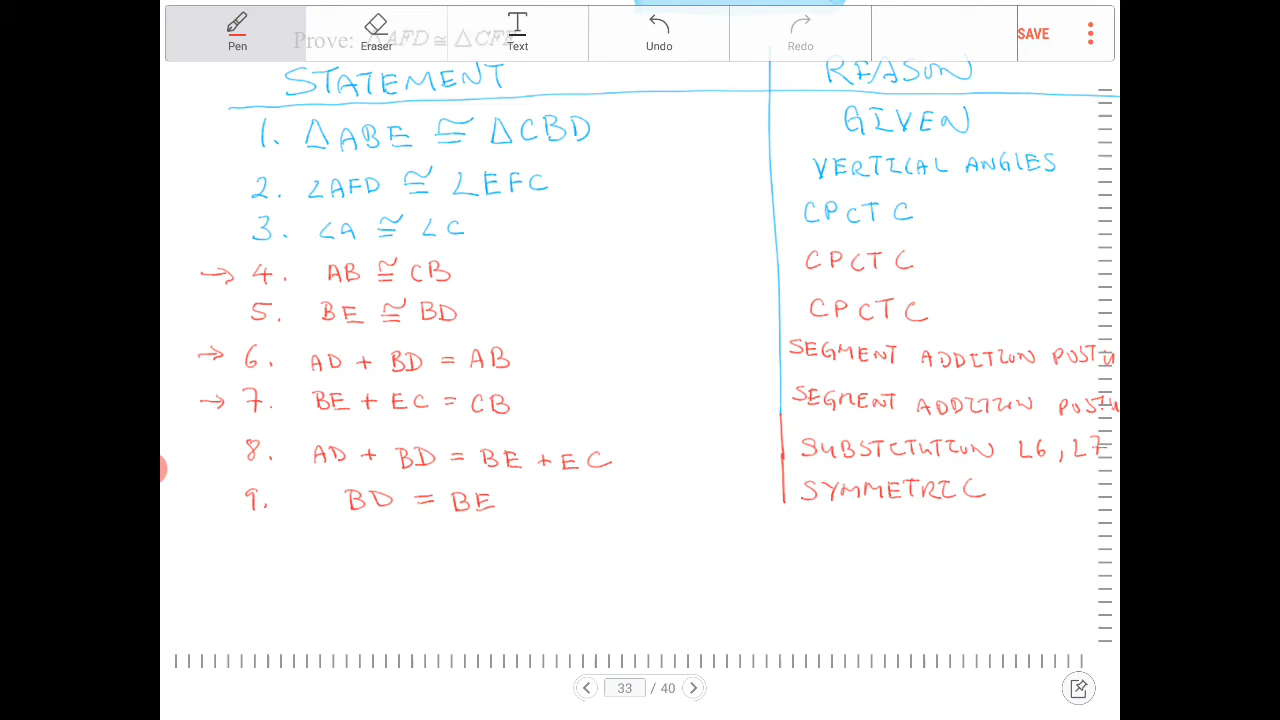 Pen Eraser Text Undo Redo SAVE
Prove: △AFD ≅ △CFE
STATEMENT REASON
1. △ABE ≅ △CBD GIVEN
2. ∠AFD ≅ ∠EFC VERTICAL ANGLES
3. ∠A ≅ ∠C CPCTC
→ 4. AB ≅ CB CPCTC
5. BE ≅ BD CPCTC
→ 6. AD + BD = AB SEGMENT ADDITION POSTU
→ 7. BE + EC = CB SEGMENT ADDITION POSTU
8. AD + BD = BE + EC SUBSTITUTION L6, L7
9. BD = BE SYMMETRIC
33 / 40